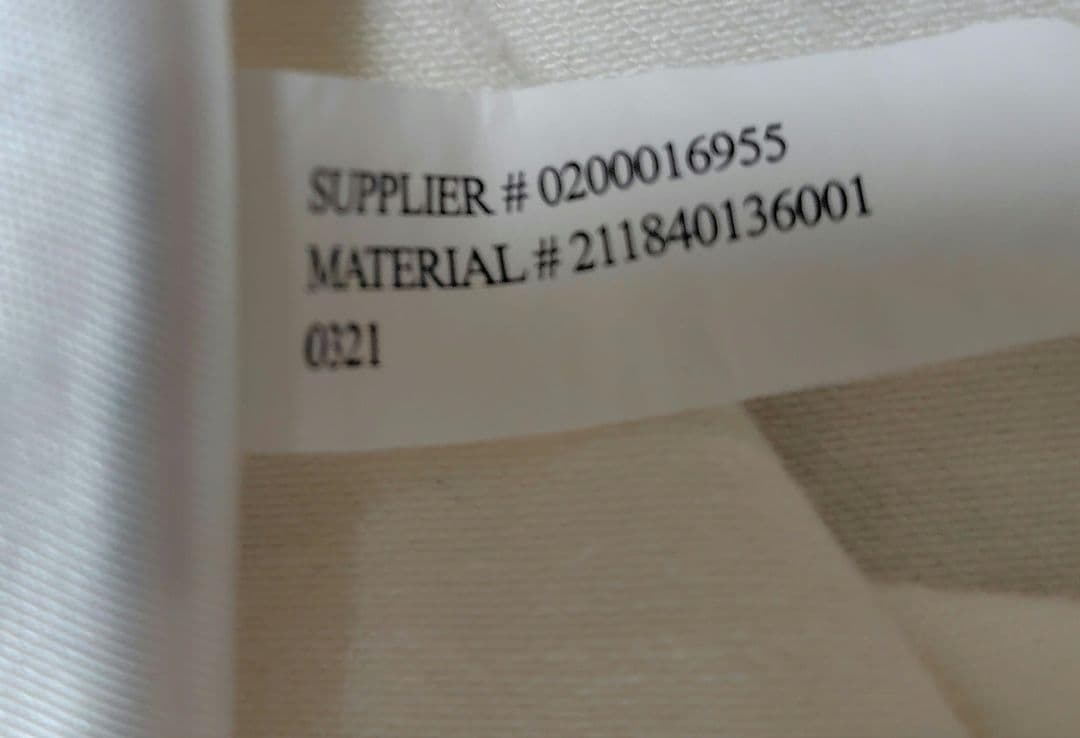 SUPPLIER # 0200016955
MATERIAL # 211840136001
0321